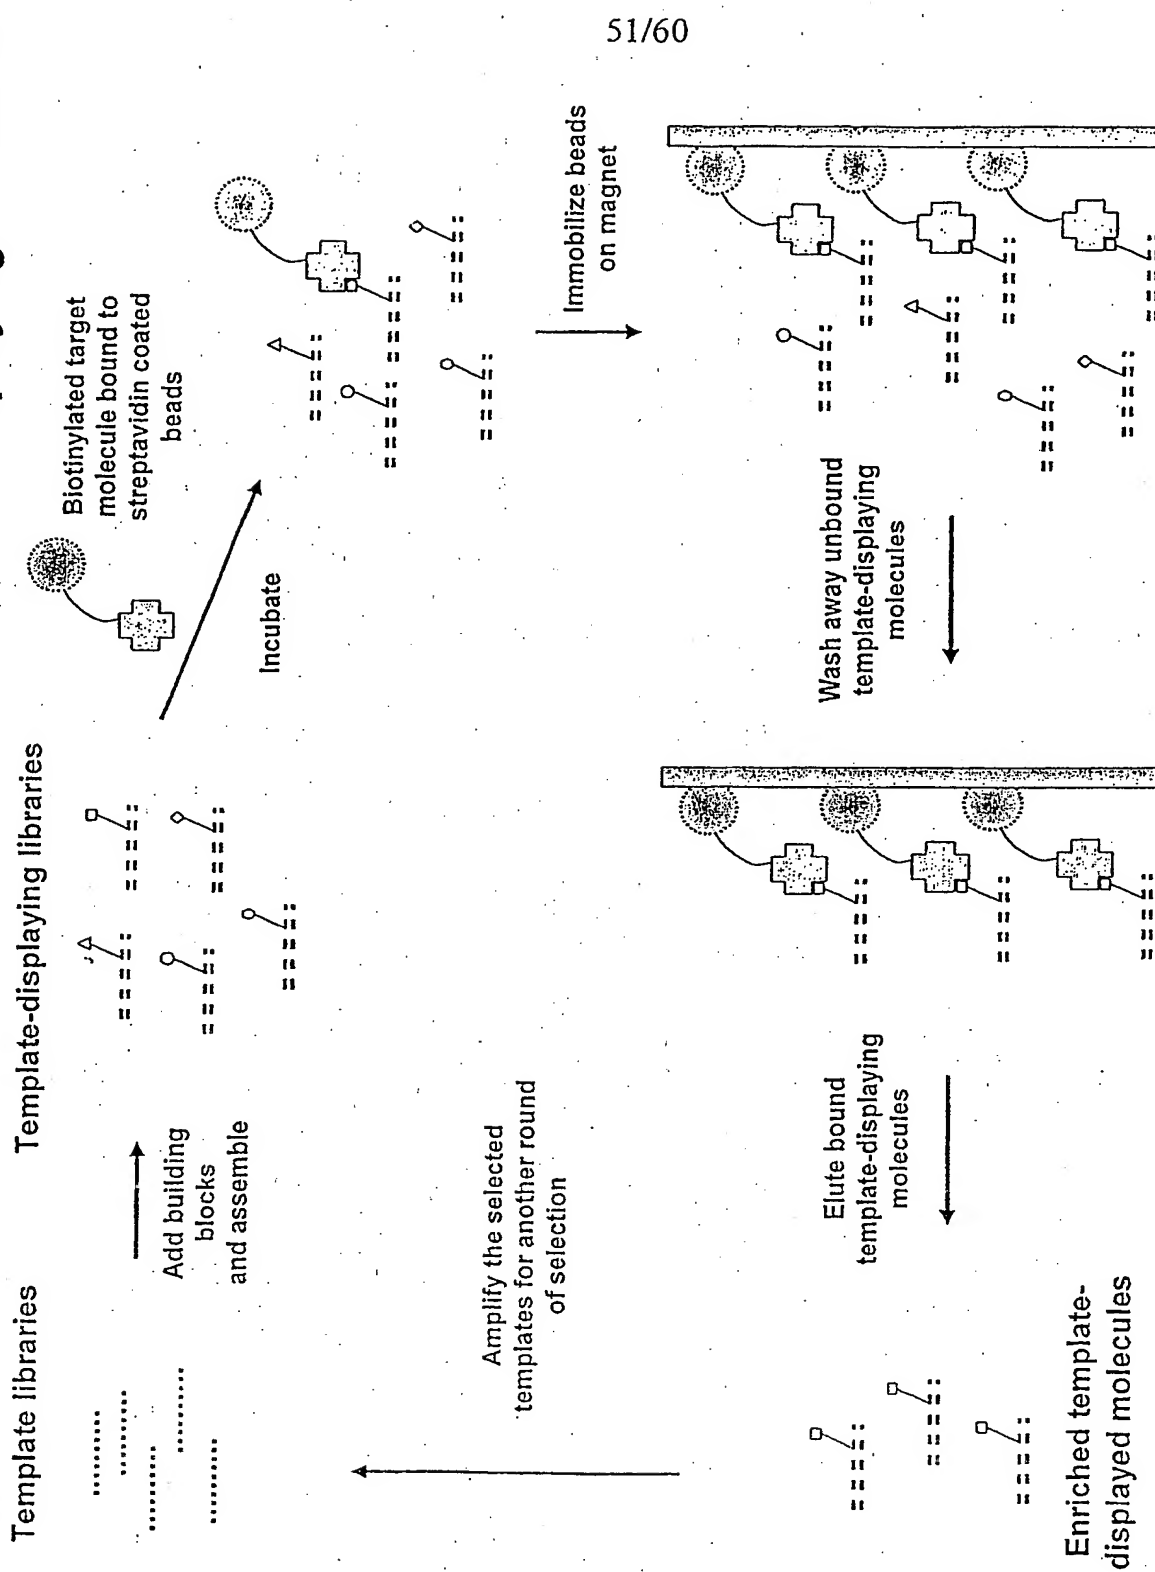 51/60
Template libraries
Add building
blocks
and assemble
Template-displaying libraries
Incubate
Biotinylated target
molecule bound to
streptavidin coated
beads
Immobilize beads
on magnet
Wash away unbound
template-displaying
molecules
Elute bound
template-displaying
molecules
Enriched template-
displayed molecules
Amplify the selected
templates for another round
of selection